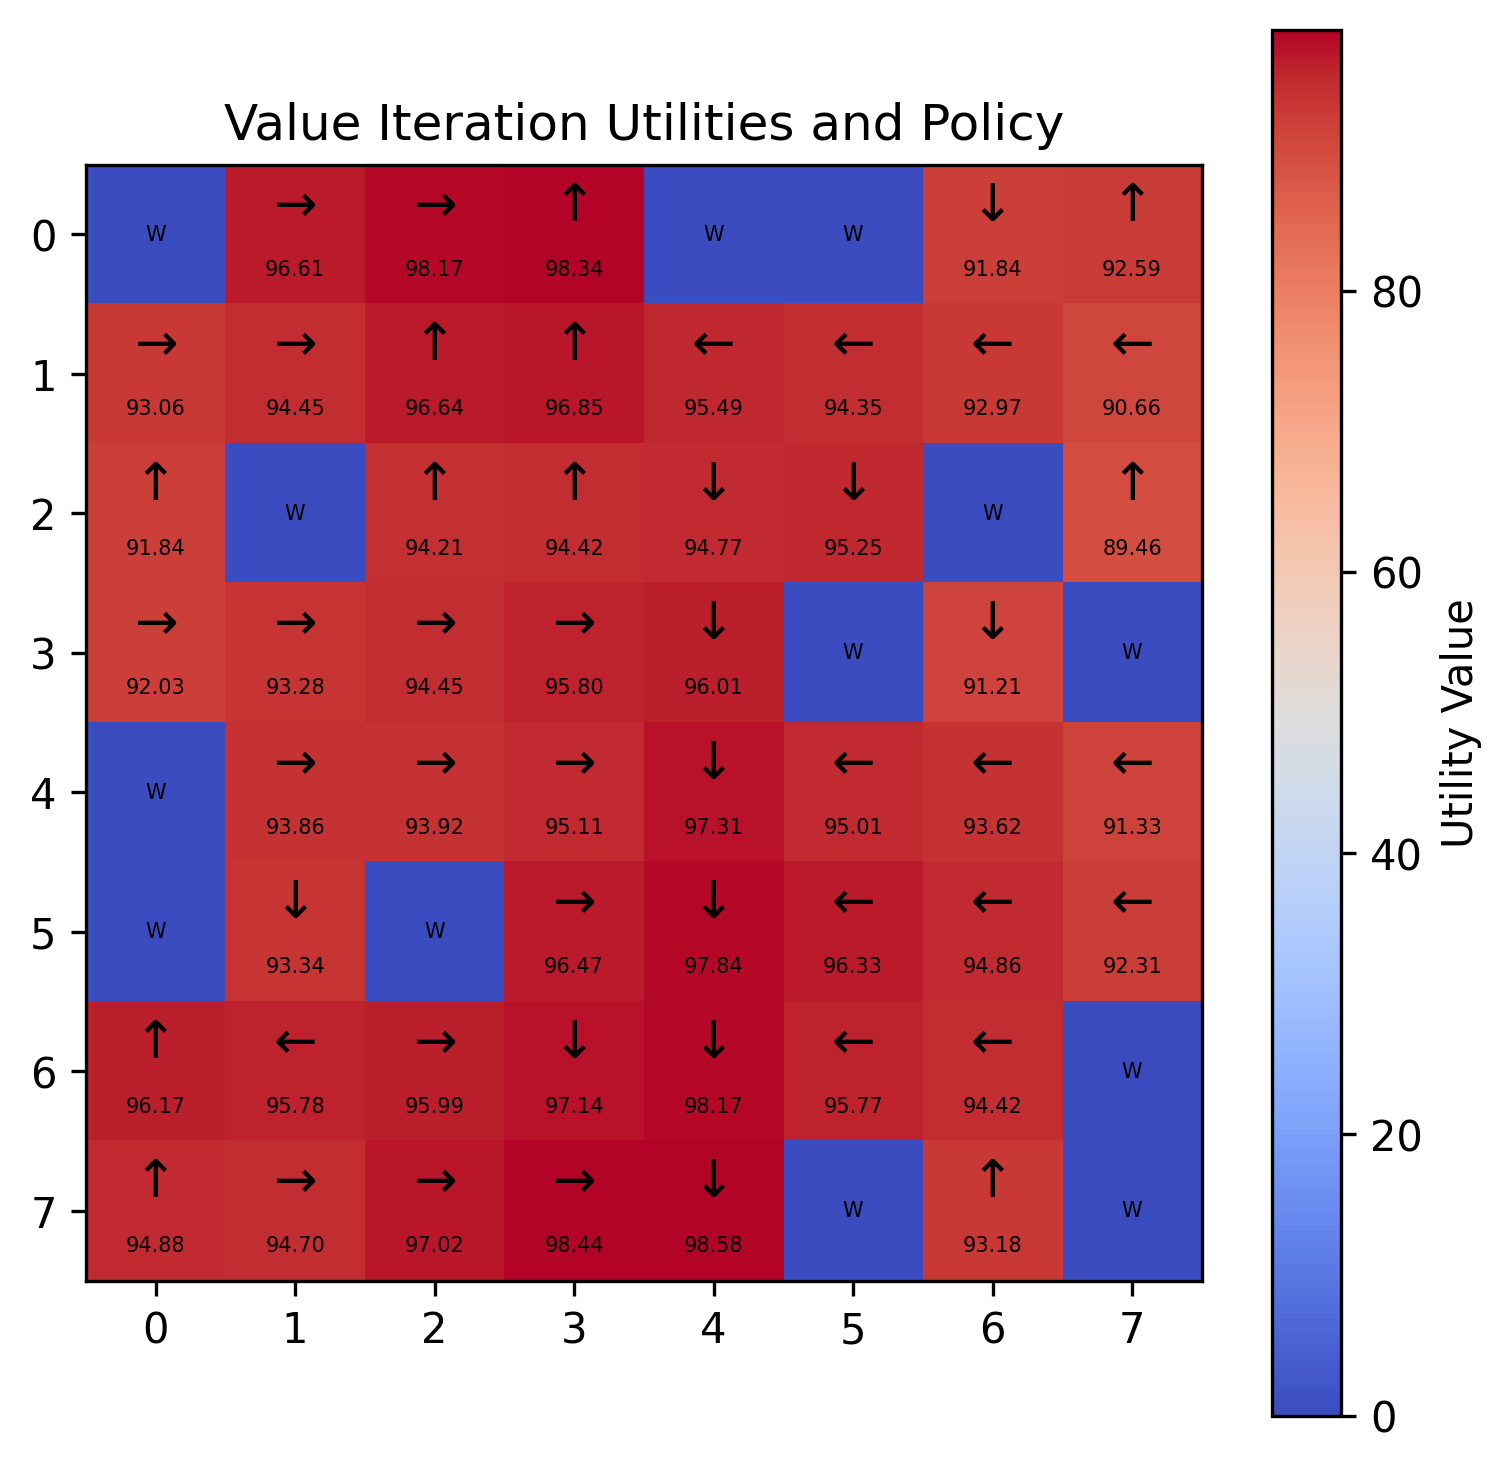 Value Iteration Utilities and Policy
0 W → → ↑ W W ↓ ↑
96.61 98.17 98.34 91.84 92.59
1 → → ↑ ↑ ← ← ← ←
93.06 94.45 96.64 96.85 95.49 94.35 92.97 90.66
2 ↑ W ↑ ↑ ↓ ↓ W ↑
91.84 94.21 94.42 94.77 95.25 89.46
3 → → → → ↓ W ↓ W
92.03 93.28 94.45 95.80 96.01 91.21
4 W → → → ↓ ← ← ←
93.86 93.92 95.11 97.31 95.01 93.62 91.33
5 W ↓ W → ↓ ← ← ←
93.34 96.47 97.84 96.33 94.86 92.31
6 ↑ ← → ↓ ↓ ← ← W
96.17 95.78 95.99 97.14 98.17 95.77 94.42
7 ↑ → → → ↓ W ↑ W
94.88 94.70 97.02 98.44 98.58 93.18
0 1 2 3 4 5 6 7
80
60
40
20
0
Utility Value